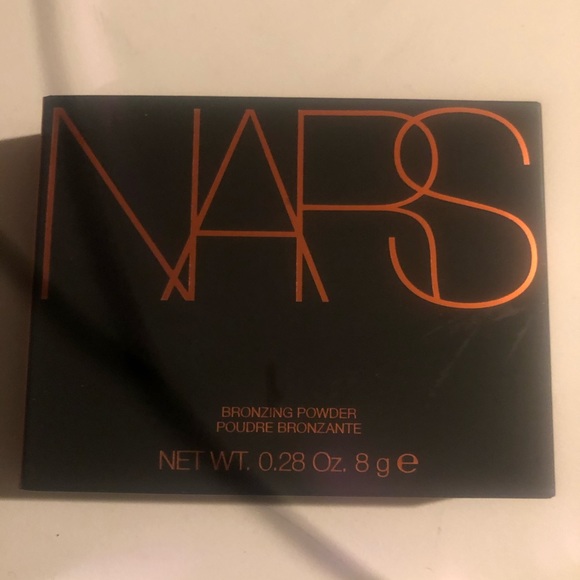 NARS
BRONZING POWDER
POUDRE BRONZANTE
NET WT. 0.28 Oz. 8 g ℮